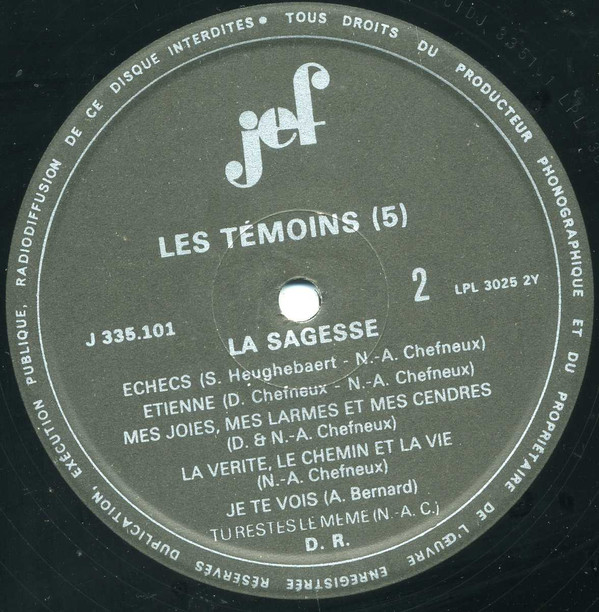 jef
LES TÉMOINS (5)
2
LPL 3025 2Y
J 335.101
LA SAGESSE
ECHECS (S. Heughebaert - N.-A. Chefneux)
ETIENNE (D. Chefneux - N.-A. Chefneux)
MES JOIES, MES LARMES ET MES CENDRES
(D. & N.-A. Chefneux)
LA VERITE, LE CHEMIN ET LA VIE
(N.-A. Chefneux)
JE TE VOIS (A. Bernard)
TU RESTES LE MEME (N.-A. C.)
D. R.
TOUS DROITS DU PRODUCTEUR PHONOGRAPHIQUE ET DU PROPRIETAIRE DE L'ŒUVRE ENREGISTREE RÉSERVÉS DUPLICATION, EXÉCUTION PUBLIQUE, RADIODIFFUSION DE CE DISQUE INTERDITES •